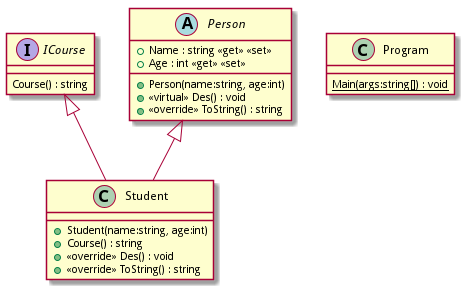 I ICourse
Course() : string
A Person
Name : string «get» «set»
Age : int «get» «set»
Person(name:string, age:int)
«virtual» Des() : void
«override» ToString() : string
C Program
Main(args:string[]) : void
C Student
Student(name:string, age:int)
Course() : string
«override» Des() : void
«override» ToString() : string